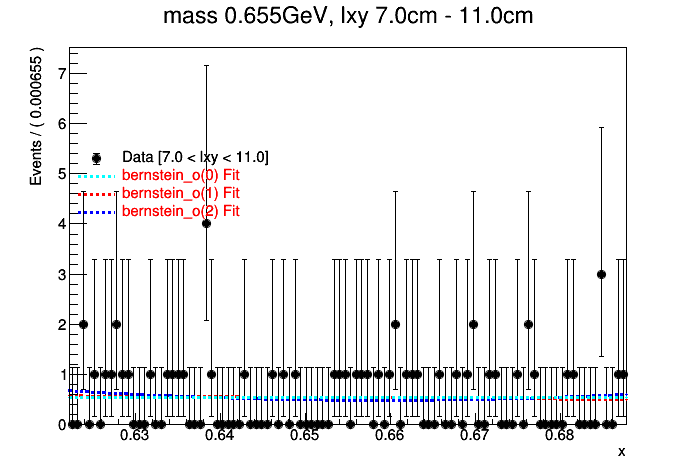 mass 0.655GeV, lxy 7.0cm - 11.0cm
Events / ( 0.000655 )
7
6
5
4
3
2
1
0
Data [7.0 < lxy < 11.0]
bernstein_o(0) Fit
bernstein_o(1) Fit
bernstein_o(2) Fit
0.63 0.64 0.65 0.66 0.67 0.68
x